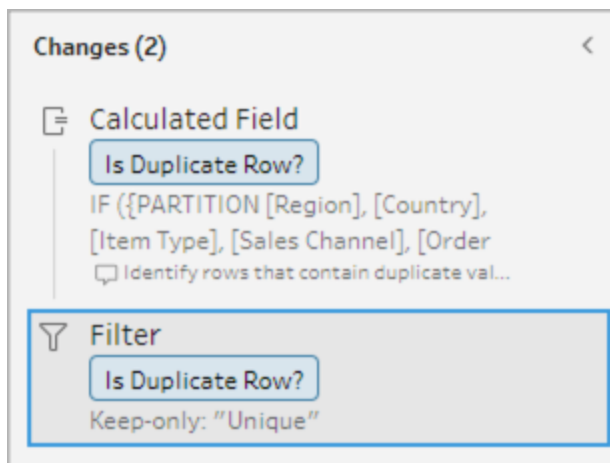 Changes (2)
Calculated Field
Is Duplicate Row?
IF ({PARTITION [Region], [Country],
[Item Type], [Sales Channel], [Order
Identify rows that contain duplicate val...
Filter
Is Duplicate Row?
Keep-only: "Unique"